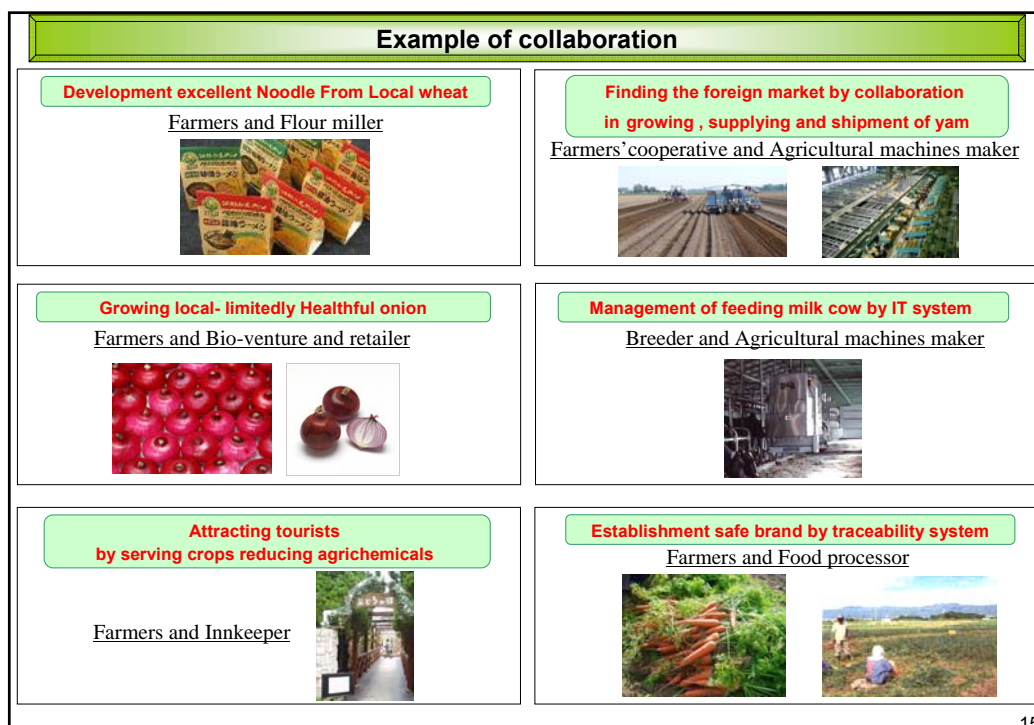 Example of collaboration
Development excellent Noodle From Local wheat
Farmers and Flour miller
Finding the foreign market by collaboration
in growing , supplying and shipment of yam
Farmers'cooperative and Agricultural machines maker
Growing local- limitedly Healthful onion
Farmers and Bio-venture and retailer
Management of feeding milk cow by IT system
Breeder and Agricultural machines maker
Attracting tourists
by serving crops reducing agrichemicals
Farmers and Innkeeper
Establishment safe brand by traceability system
Farmers and Food processor